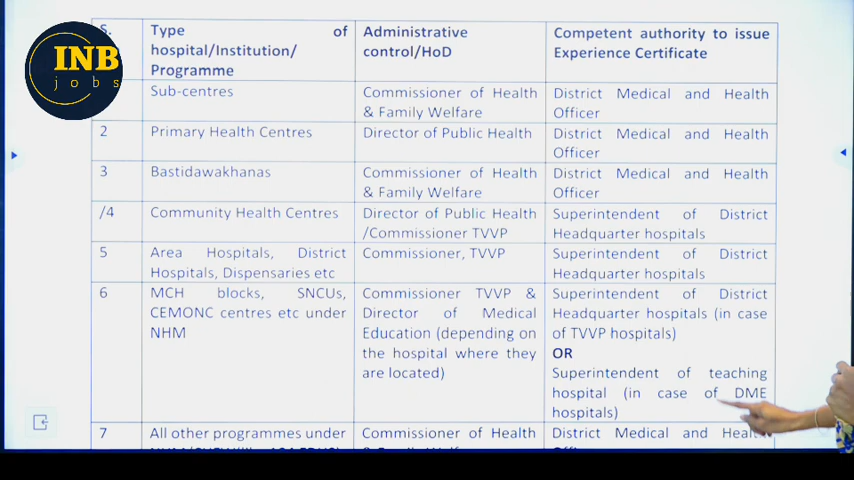 INB
jobs
S.
Type of
hospital/Institution/
Programme
Administrative
control/HoD
Competent authority to issue
Experience Certificate
Sub-centres
Commissioner of Health
& Family Welfare
District Medical and Health
Officer
2
Primary Health Centres
Director of Public Health
District Medical and Health
Officer
3
Bastidawakhanas
Commissioner of Health
& Family Welfare
District Medical and Health
Officer
/4
Community Health Centres
Director of Public Health
/Commissioner TVVP
Superintendent of District
Headquarter hospitals
5
Area Hospitals, District
Hospitals, Dispensaries etc
Commissioner, TVVP
Superintendent of District
Headquarter hospitals
6
MCH blocks, SNCUs,
CEMONC centres etc under
NHM
Commissioner TVVP &
Director of Medical
Education (depending on
the hospital where they
are located)
Superintendent of District
Headquarter hospitals (in case
of TVVP hospitals)
OR
Superintendent of teaching
hospital (in case of DME
hospitals)
7
All other programmes under
Commissioner of Health
District Medical and Health